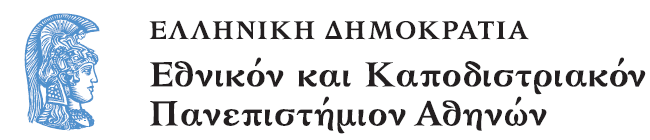 ΕΛΛΗΝΙΚΗ ΔΗΜΟΚΡΑΤΙΑ
Εθνικόν και Καποδιστριακόν
Πανεπιστήμιον Αθηνών